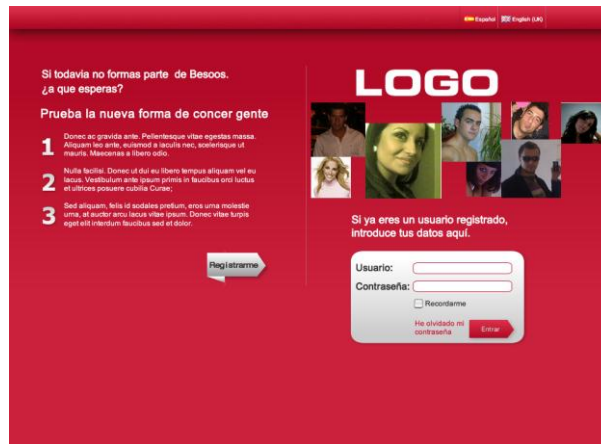 Español English (UK)
Si todavia no formas parte de Besoos.
¿a que esperas?
Prueba la nueva forma de concer gente
1 Donec ac gravida ante. Pellentesque vitae egestas massa.
Aliquam leo ante, euismod a iaculis nec, scelerisque ut
mauris. Maecenas a libero odio.
2 Nulla facilisi. Donec ut dui eu libero tempus aliquam vel eu
lacus. Vestibulum ante ipsum primis in faucibus orci luctus
et ultrices posuere cubilia Curae;
3 Sed aliquam, felis id sodales pretium, eros urna molestie
urna, at auctor arcu lacus vitae ipsum. Donec vitae turpis
eget elit interdum faucibus sed et dolor.
Registrarme
LOGO
Si ya eres un usuario registrado,
introduce tus datos aquí.
Usuario:
Contraseña:
Recordarme
He olvidado mi
contraseña
Entrar